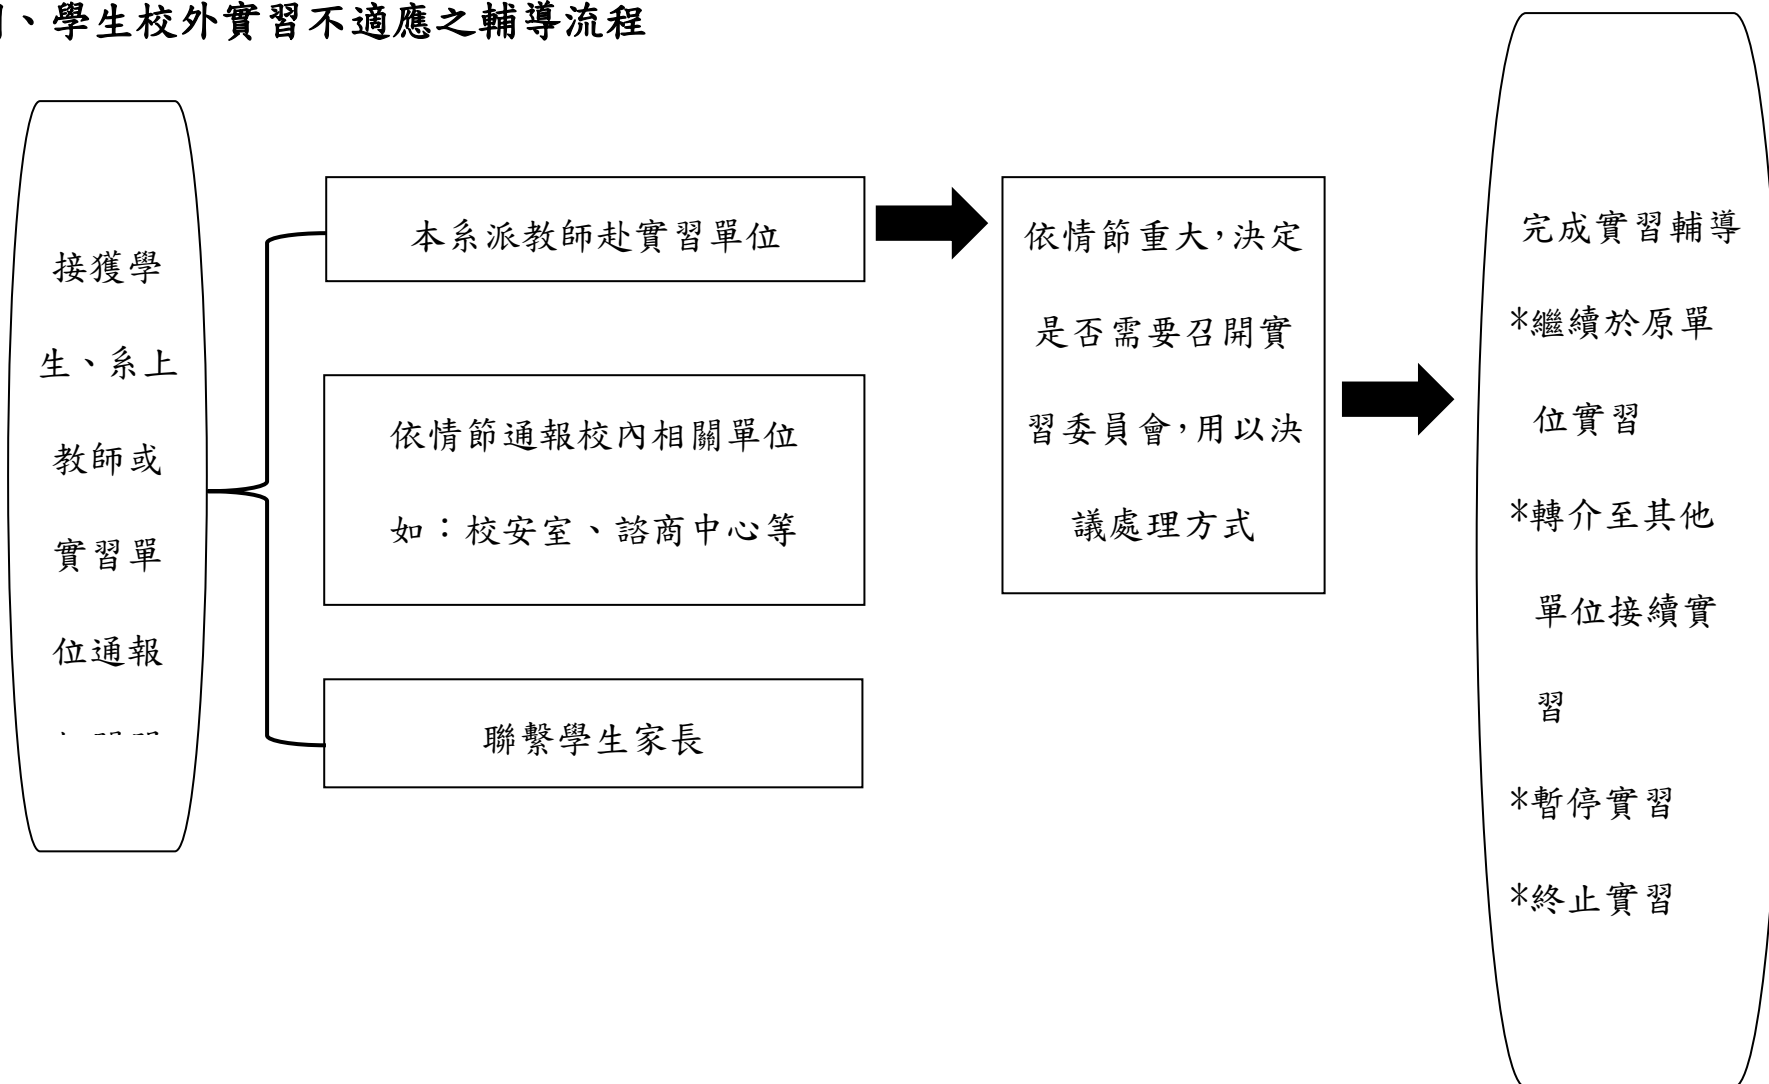 、學生校外實習不適應之輔導流程
接獲學
生、系上
教師或
實習單
位通報
本系派教師赴實習單位
依情節通報校內相關單位
如：校安室、諮商中心等
聯繫學生家長
依情節重大，決定
是否需要召開實
習委員會，用以決
議處理方式
完成實習輔導
*繼續於原單
位實習
*轉介至其他
單位接續實
習
*暫停實習
*終止實習